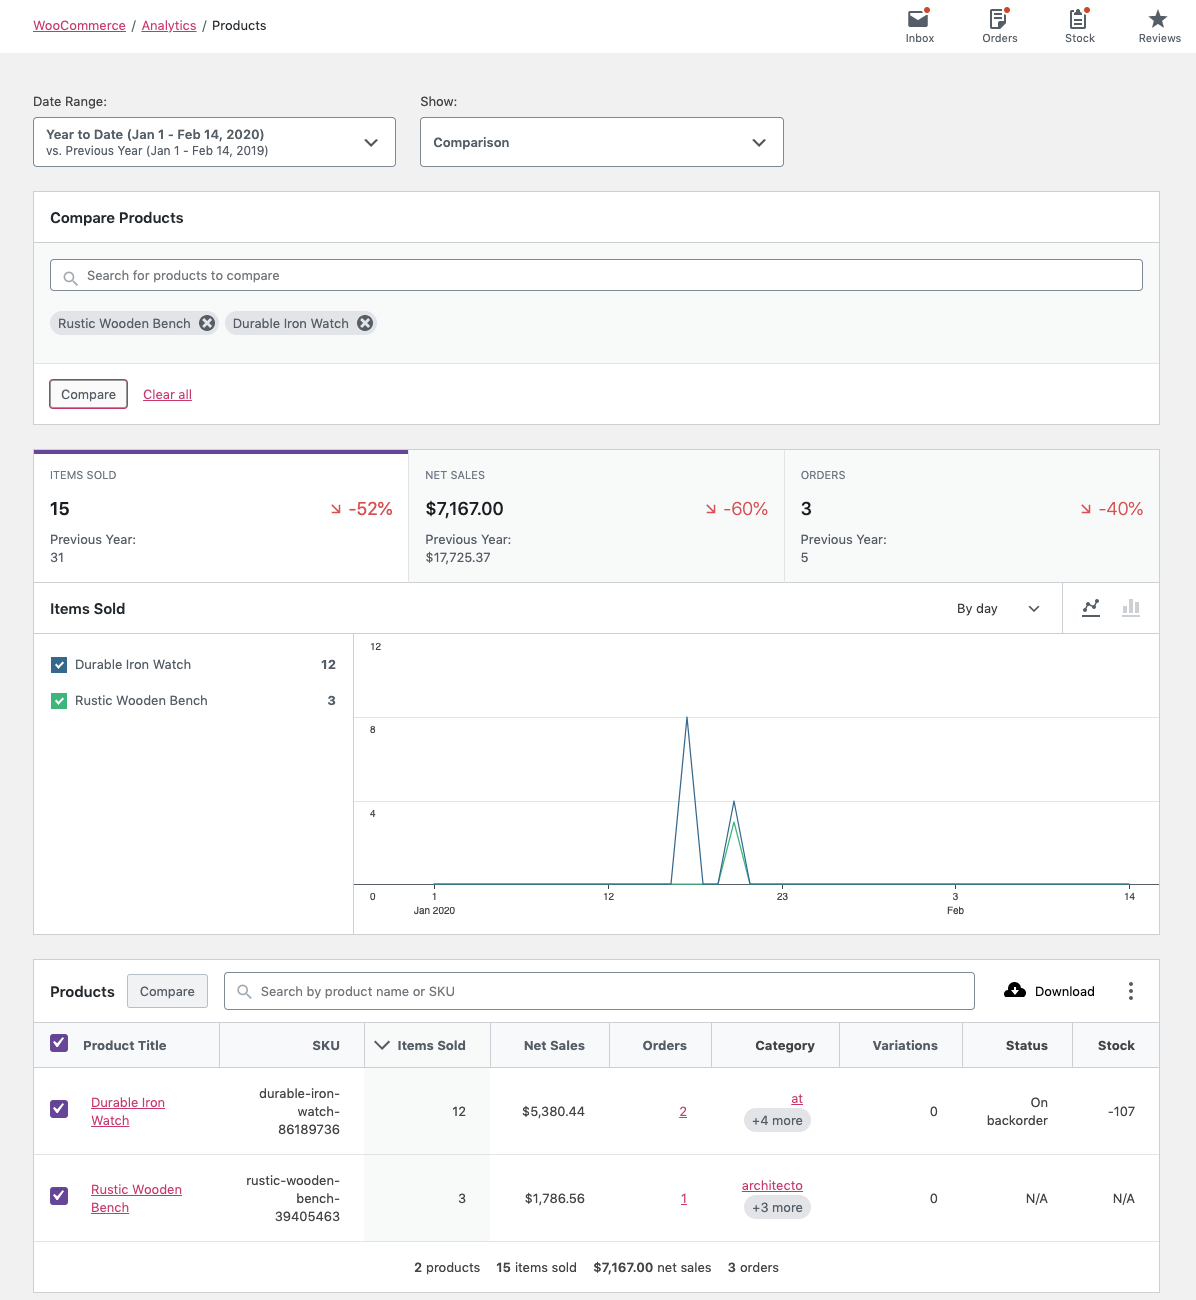 WooCommerce / Analytics / Products
Inbox
Orders
Stock
Reviews
Date Range:
Show:
Year to Date (Jan 1 - Feb 14, 2020)
vs. Previous Year (Jan 1 - Feb 14, 2019)
Comparison
Compare Products
Search for products to compare
Rustic Wooden Bench
Durable Iron Watch
Compare
Clear all
ITEMS SOLD
15
-52%
Previous Year:
31
NET SALES
$7,167.00
-60%
Previous Year:
$17,725.37
ORDERS
3
-40%
Previous Year:
5
Items Sold
By day
Durable Iron Watch 12
Rustic Wooden Bench 3
12
8
4
0
1
12
23
3
14
Jan 2020
Feb
Products
Compare
Search by product name or SKU
Download
Product Title SKU Items Sold Net Sales Orders Category Variations Status Stock
Durable Iron
Watch
durable-iron-
watch-
86189736
12
$5,380.44
2
at
+4 more
0
On
backorder
-107
Rustic Wooden
Bench
rustic-wooden-
bench-
39405463
3
$1,786.56
1
architecto
+3 more
0
N/A
N/A
2 products 15 items sold $7,167.00 net sales 3 orders